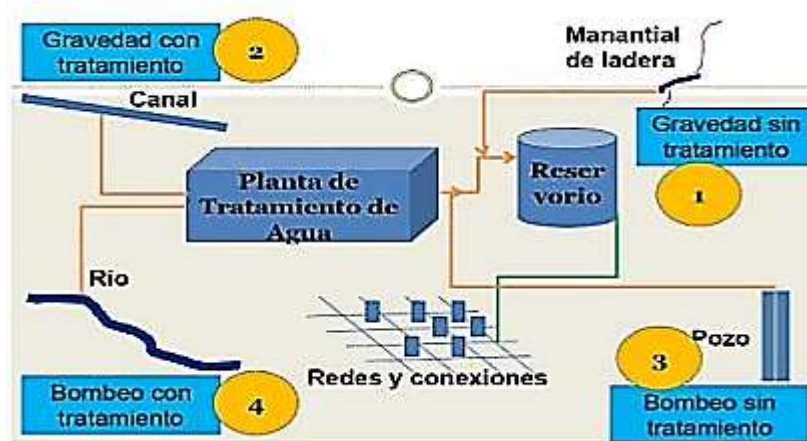 Gravedad con
tratamiento
2
Manantial
de ladera
Canal
Gravedad sin
tratamiento
1
Planta de
Tratamiento de
Agua
Reser
vorio
Río
Redes y conexiones
Pozo
3
Bombeo con
tratamiento
4
Bombeo sin
tratamiento